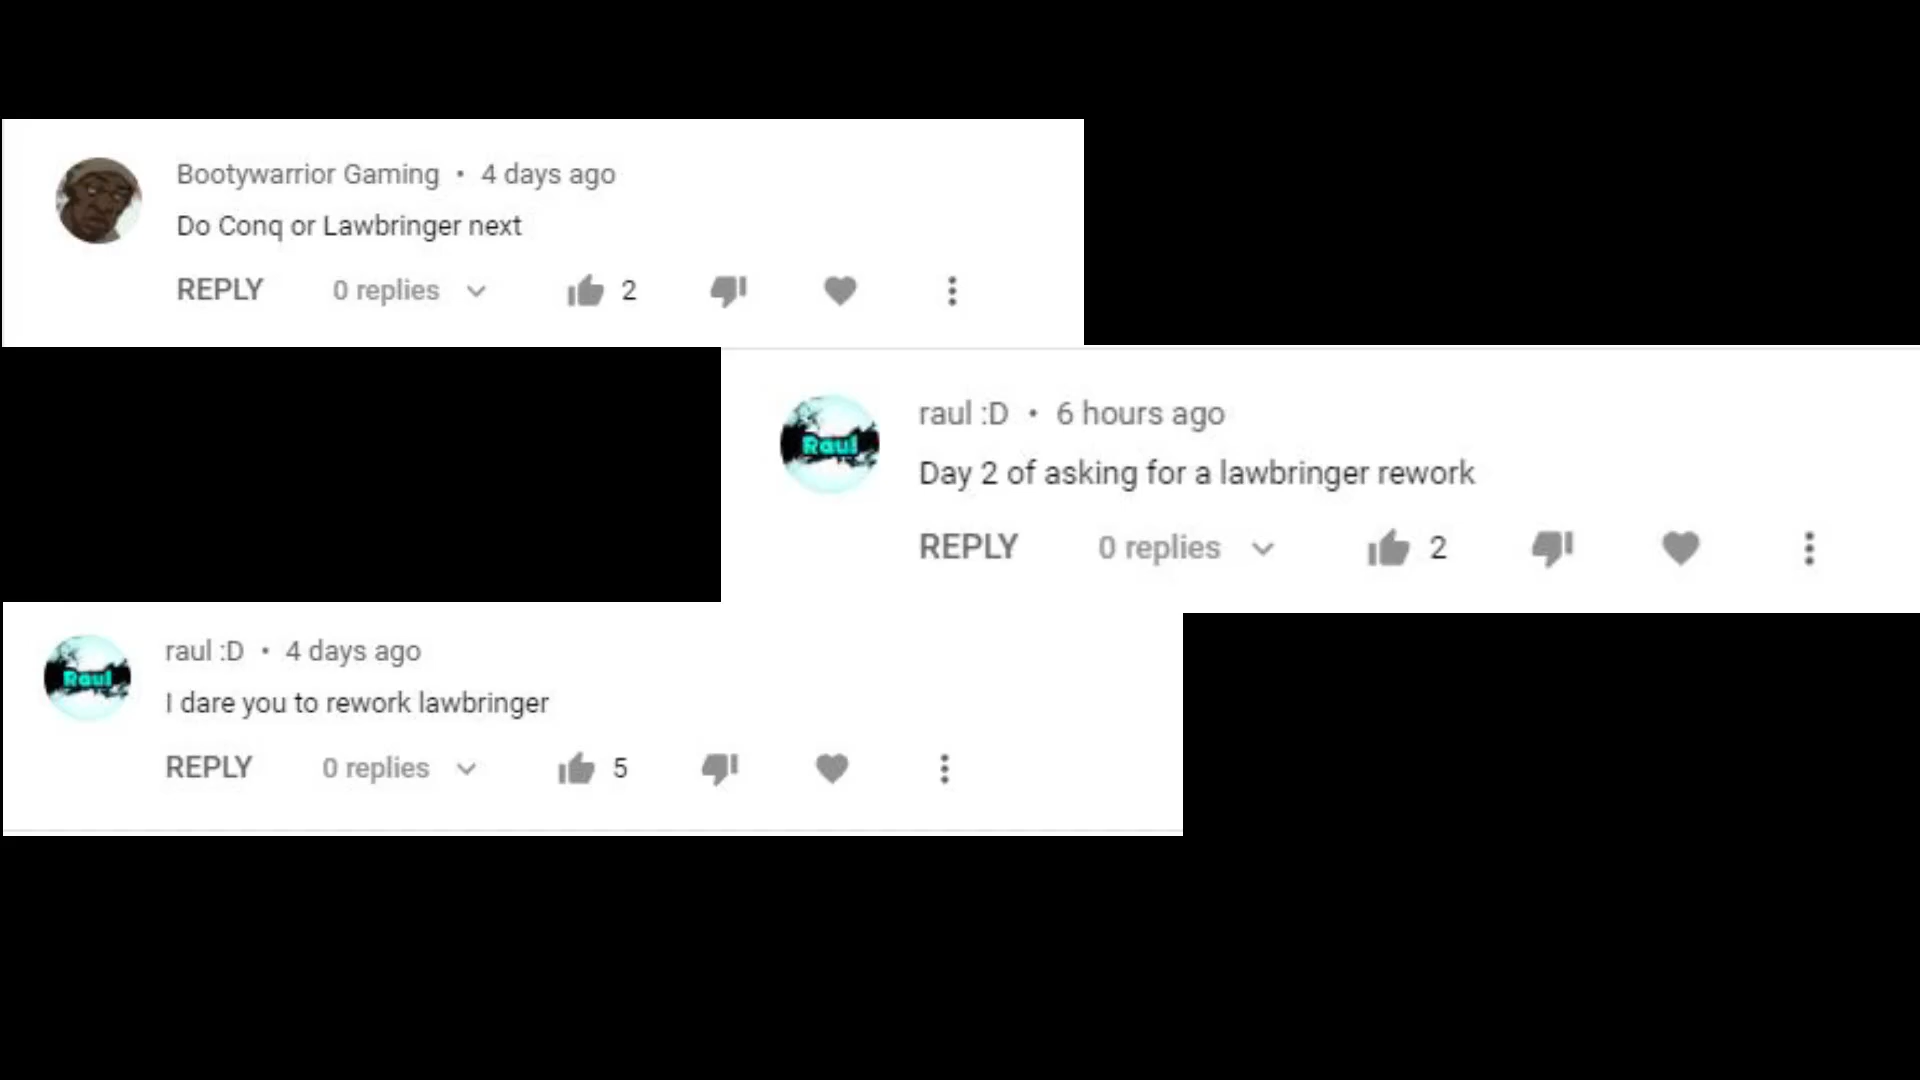 Bootywarrior Gaming • 4 days ago
Do Conq or Lawbringer next
REPLY 0 replies 2
Raul
raul :D • 6 hours ago
Day 2 of asking for a lawbringer rework
REPLY 0 replies 2
Raul
raul :D • 4 days ago
I dare you to rework lawbringer
REPLY 0 replies 5